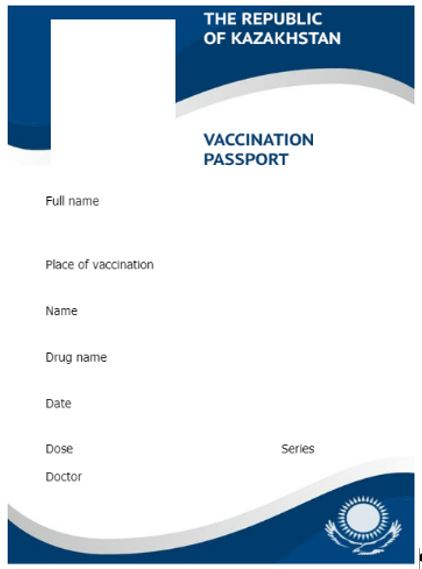 THE REPUBLIC
OF KAZAKHSTAN
VACCINATION
PASSPORT
Full name
Place of vaccination
Name
Drug name
Date
Dose Series
Doctor